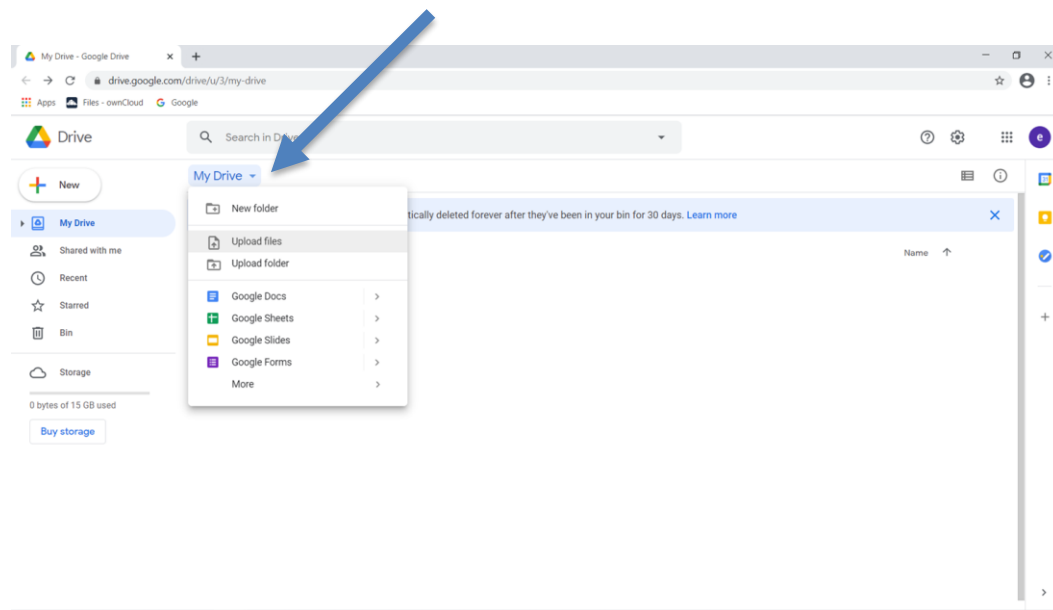 My Drive - Google Drive
drive.google.com/drive/u/3/my-drive
Apps Files - ownCloud Google
Drive
Search in Drive
New
My Drive
Shared with me
Recent
Starred
Bin
Storage
0 bytes of 15 GB used
Buy storage
My Drive
New folder
Upload files
Upload folder
Google Docs
Google Sheets
Google Slides
Google Forms
More
deleted forever after they've been in your bin for 30 days. Learn more
Name
e